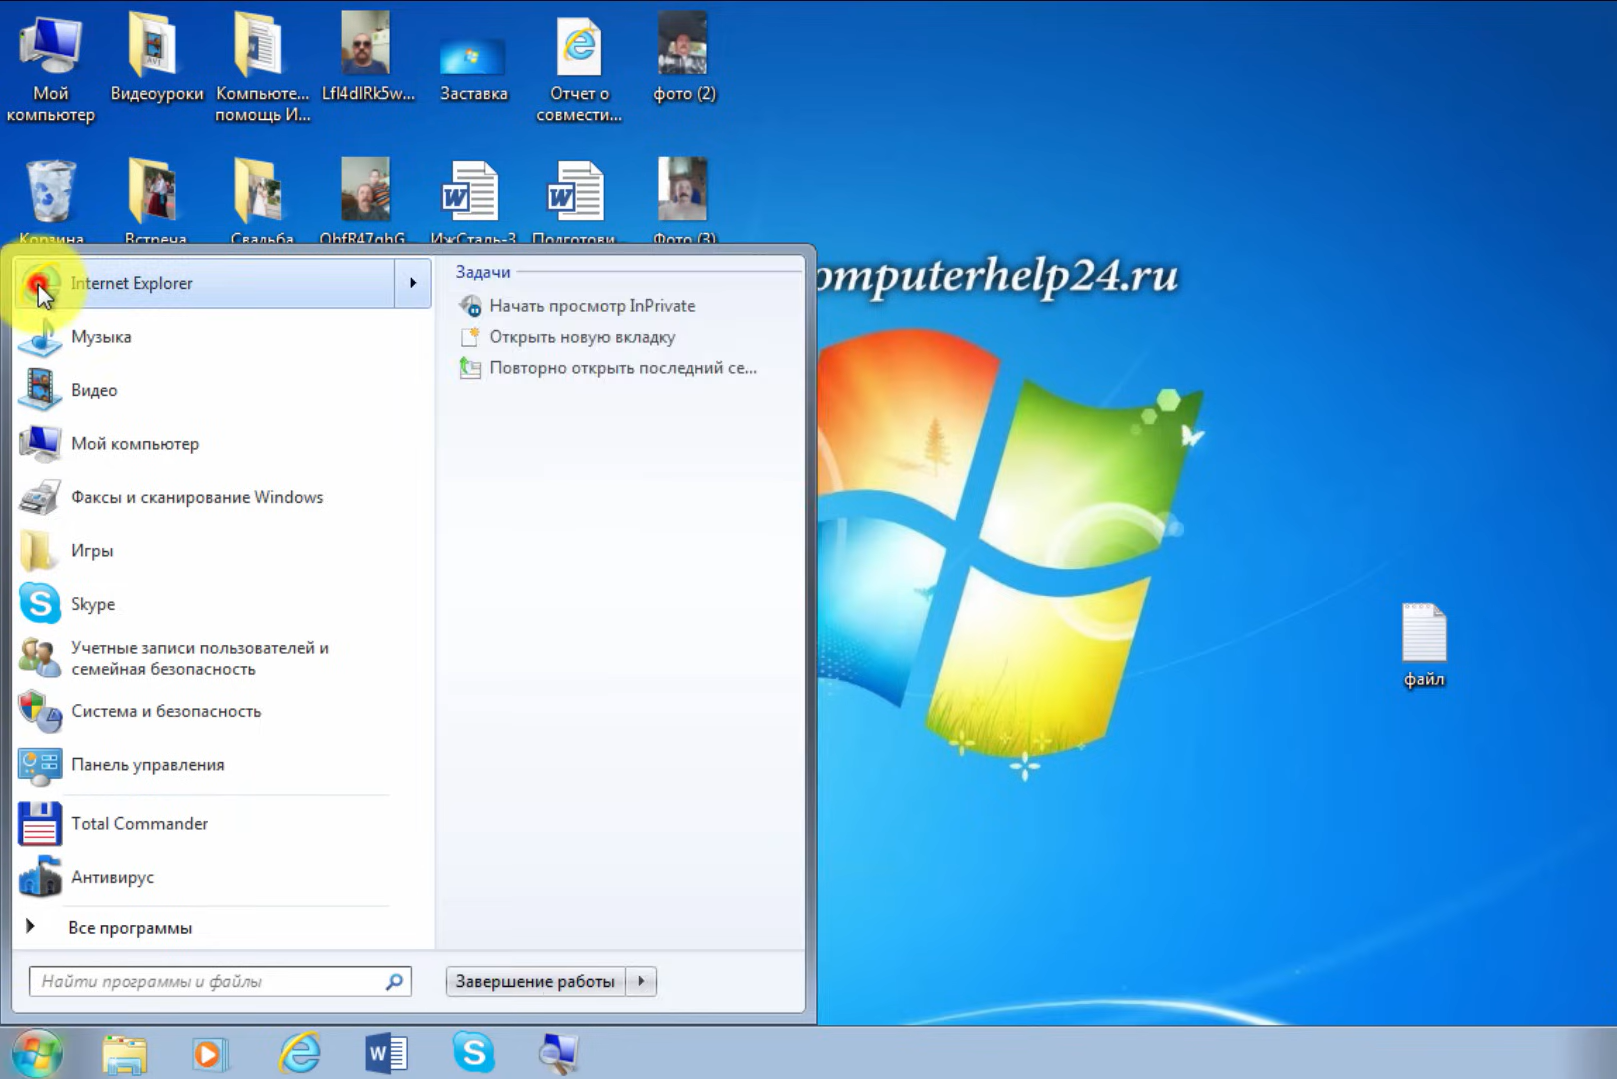 Мой
компьютер
Видеоуроки
Компьюте...
помощь И...
Заставка
Отчет о
совмести...
фото (2)
Корзина
Встреча
Свадьба
ИжСталь-3
Подготови...
Фото (3)
omputerhelp24.ru
Internet Explorer
Музыка
Видео
Мой компьютер
Факсы и сканирование Windows
Игры
Skype
Учетные записи пользователей и
семейная безопасность
Система и безопасность
Панель управления
Total Commander
Антивирус
Все программы
Найти программы и файлы
Задачи
Начать просмотр InPrivate
Открыть новую вкладку
Повторно открыть последний се...
Завершение работы
файл